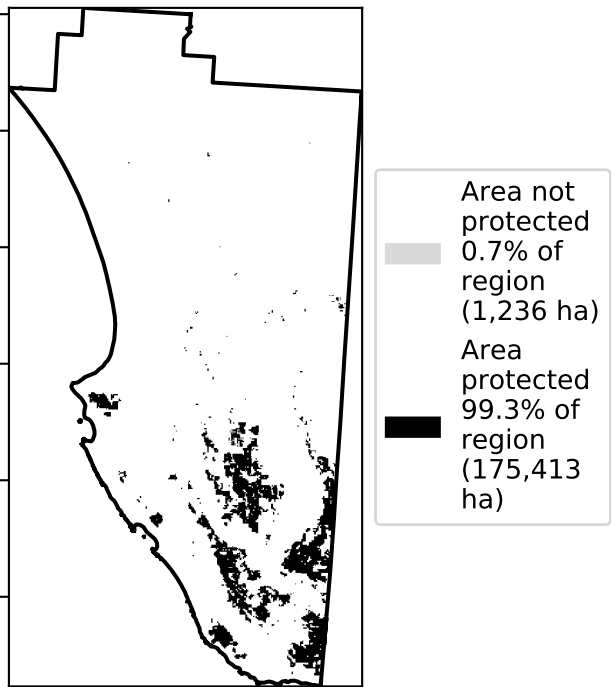 Area not
protected
0.7% of
region
(1,236 ha)
Area
protected
99.3% of
region
(175,413
ha)